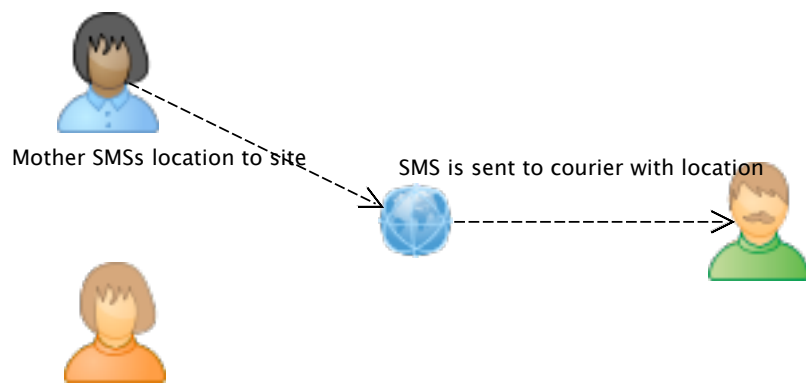 Mother SMSs location to site
SMS is sent to courier with location